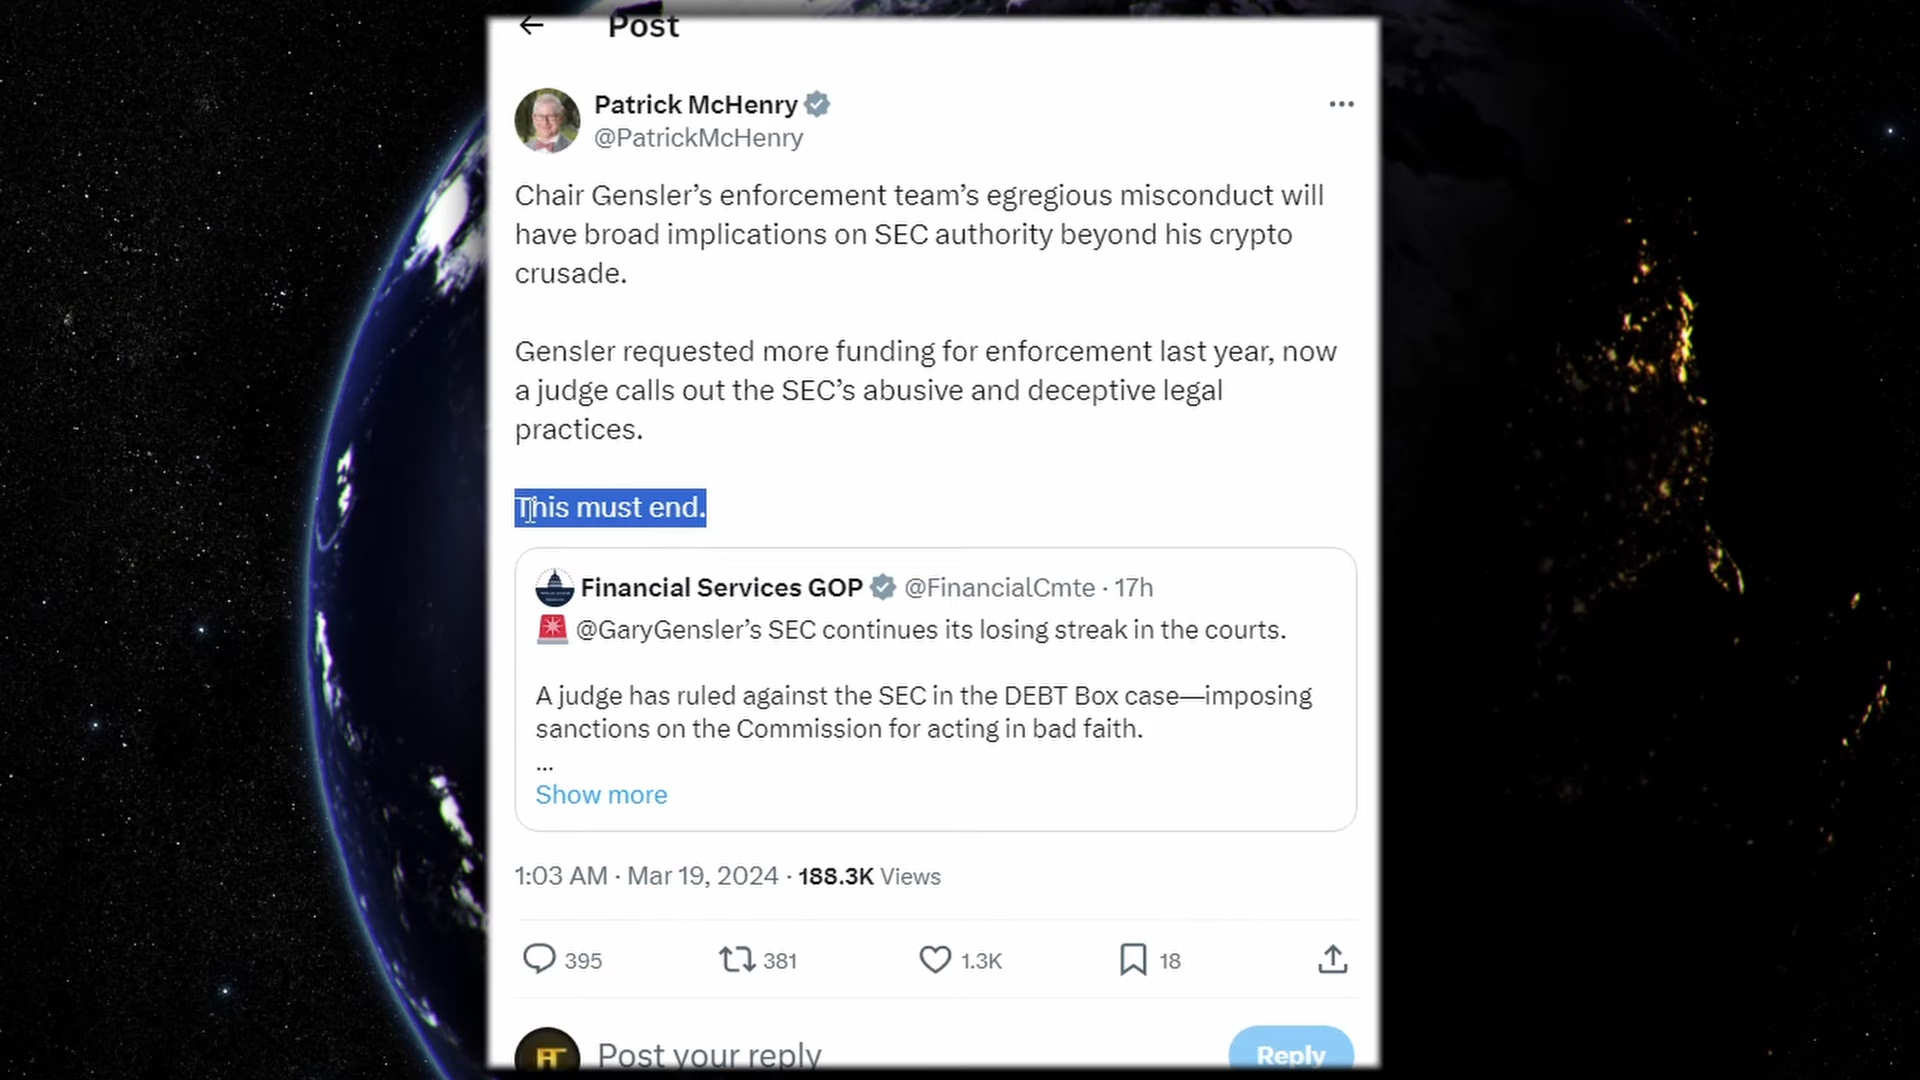 Post
Patrick McHenry
@PatrickMcHenry
Chair Gensler’s enforcement team’s egregious misconduct will
have broad implications on SEC authority beyond his crypto
crusade.
Gensler requested more funding for enforcement last year, now
a judge calls out the SEC’s abusive and deceptive legal
practices.
This must end.
Financial Services GOP @FinancialCmte · 17h
@GaryGensler’s SEC continues its losing streak in the courts.
A judge has ruled against the SEC in the DEBT Box case—imposing
sanctions on the Commission for acting in bad faith.
...
Show more
1:03 AM · Mar 19, 2024 · 188.3K Views
395 381 1.3K 18
Post your reply Reply